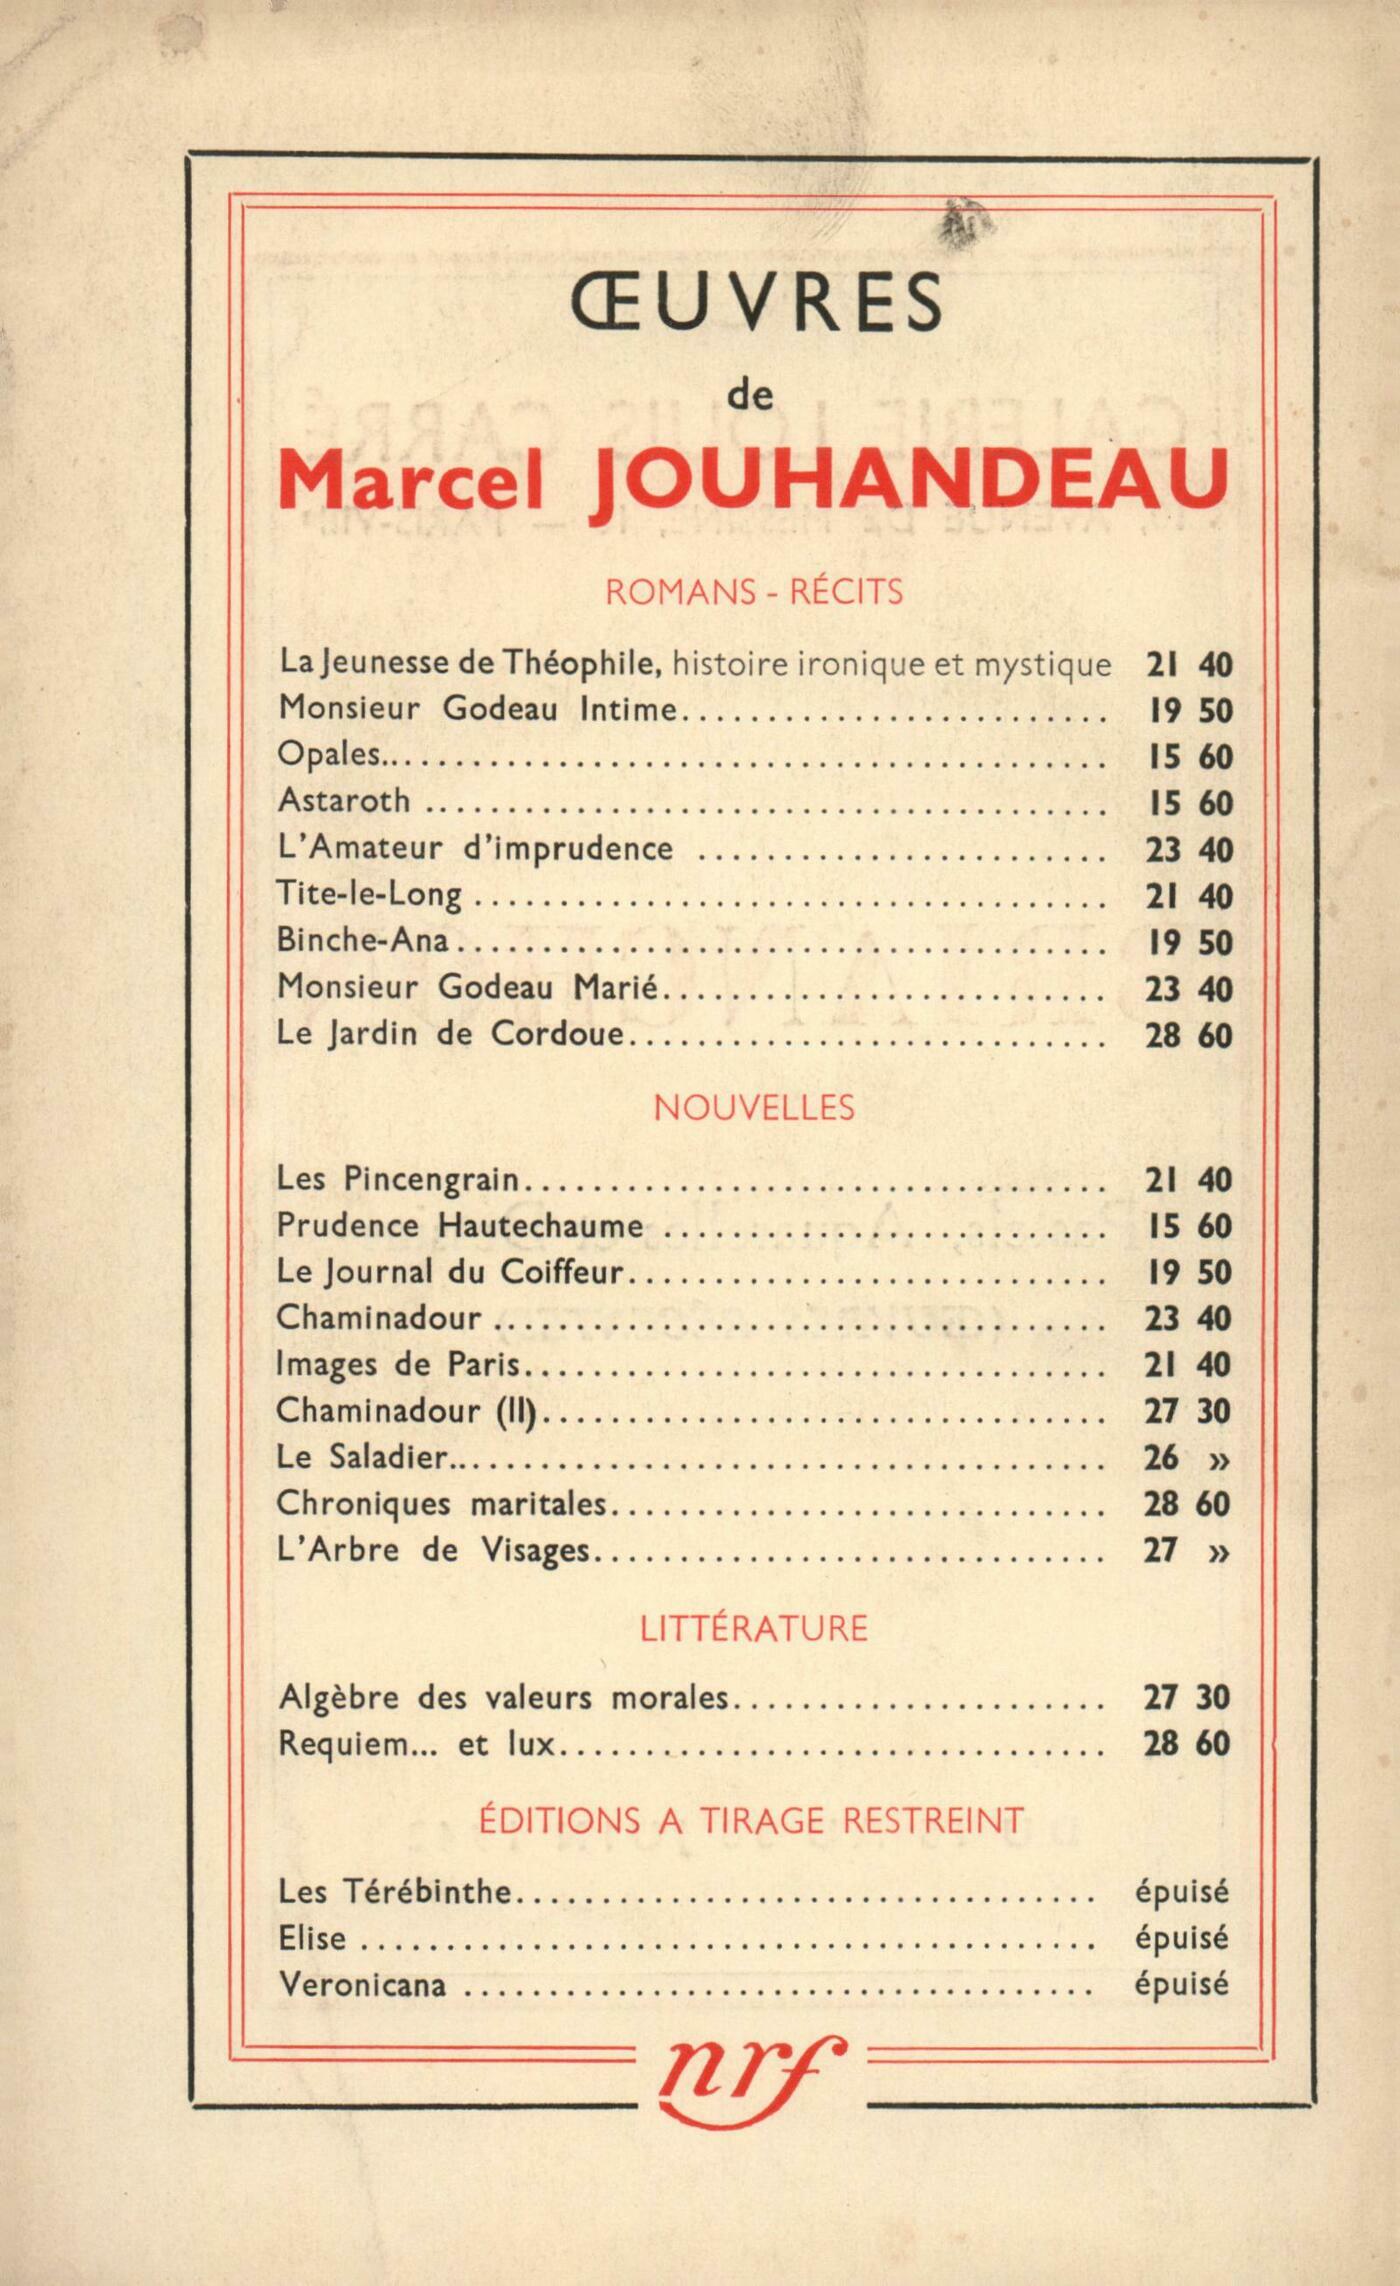 ŒUVRES
de
Marcel JOUHANDEAU
ROMANS - RÉCITS
La Jeunesse de Théophile, histoire ironique et mystique 21 40
Monsieur Godeau Intime.......................... 19 50
Opales.......................................... 15 60
Astaroth ........................................ 15 60
L'Amateur d'imprudence ......................... 23 40
Tite-le-Long ..................................... 21 40
Binche-Ana...................................... 19 50
Monsieur Godeau Marié.......................... 23 40
Le Jardin de Cordoue............................ 28 60
NOUVELLES
Les Pincengrain.................................. 21 40
Prudence Hautechaume .......................... 15 60
Le Journal du Coiffeur............................ 19 50
Chaminadour .................................... 23 40
Images de Paris.................................. 21 40
Chaminadour (II)................................. 27 30
Le Saladier....................................... 26 »
Chroniques maritales............................. 28 60
L'Arbre de Visages.............................. 27 »
LITTÉRATURE
Algèbre des valeurs morales...................... 27 30
Requiem... et lux................................ 28 60
ÉDITIONS A TIRAGE RESTREINT
Les Térébinthe.................................. épuisé
Elise ........................................... épuisé
Veronicana ..................................... épuisé
nrf